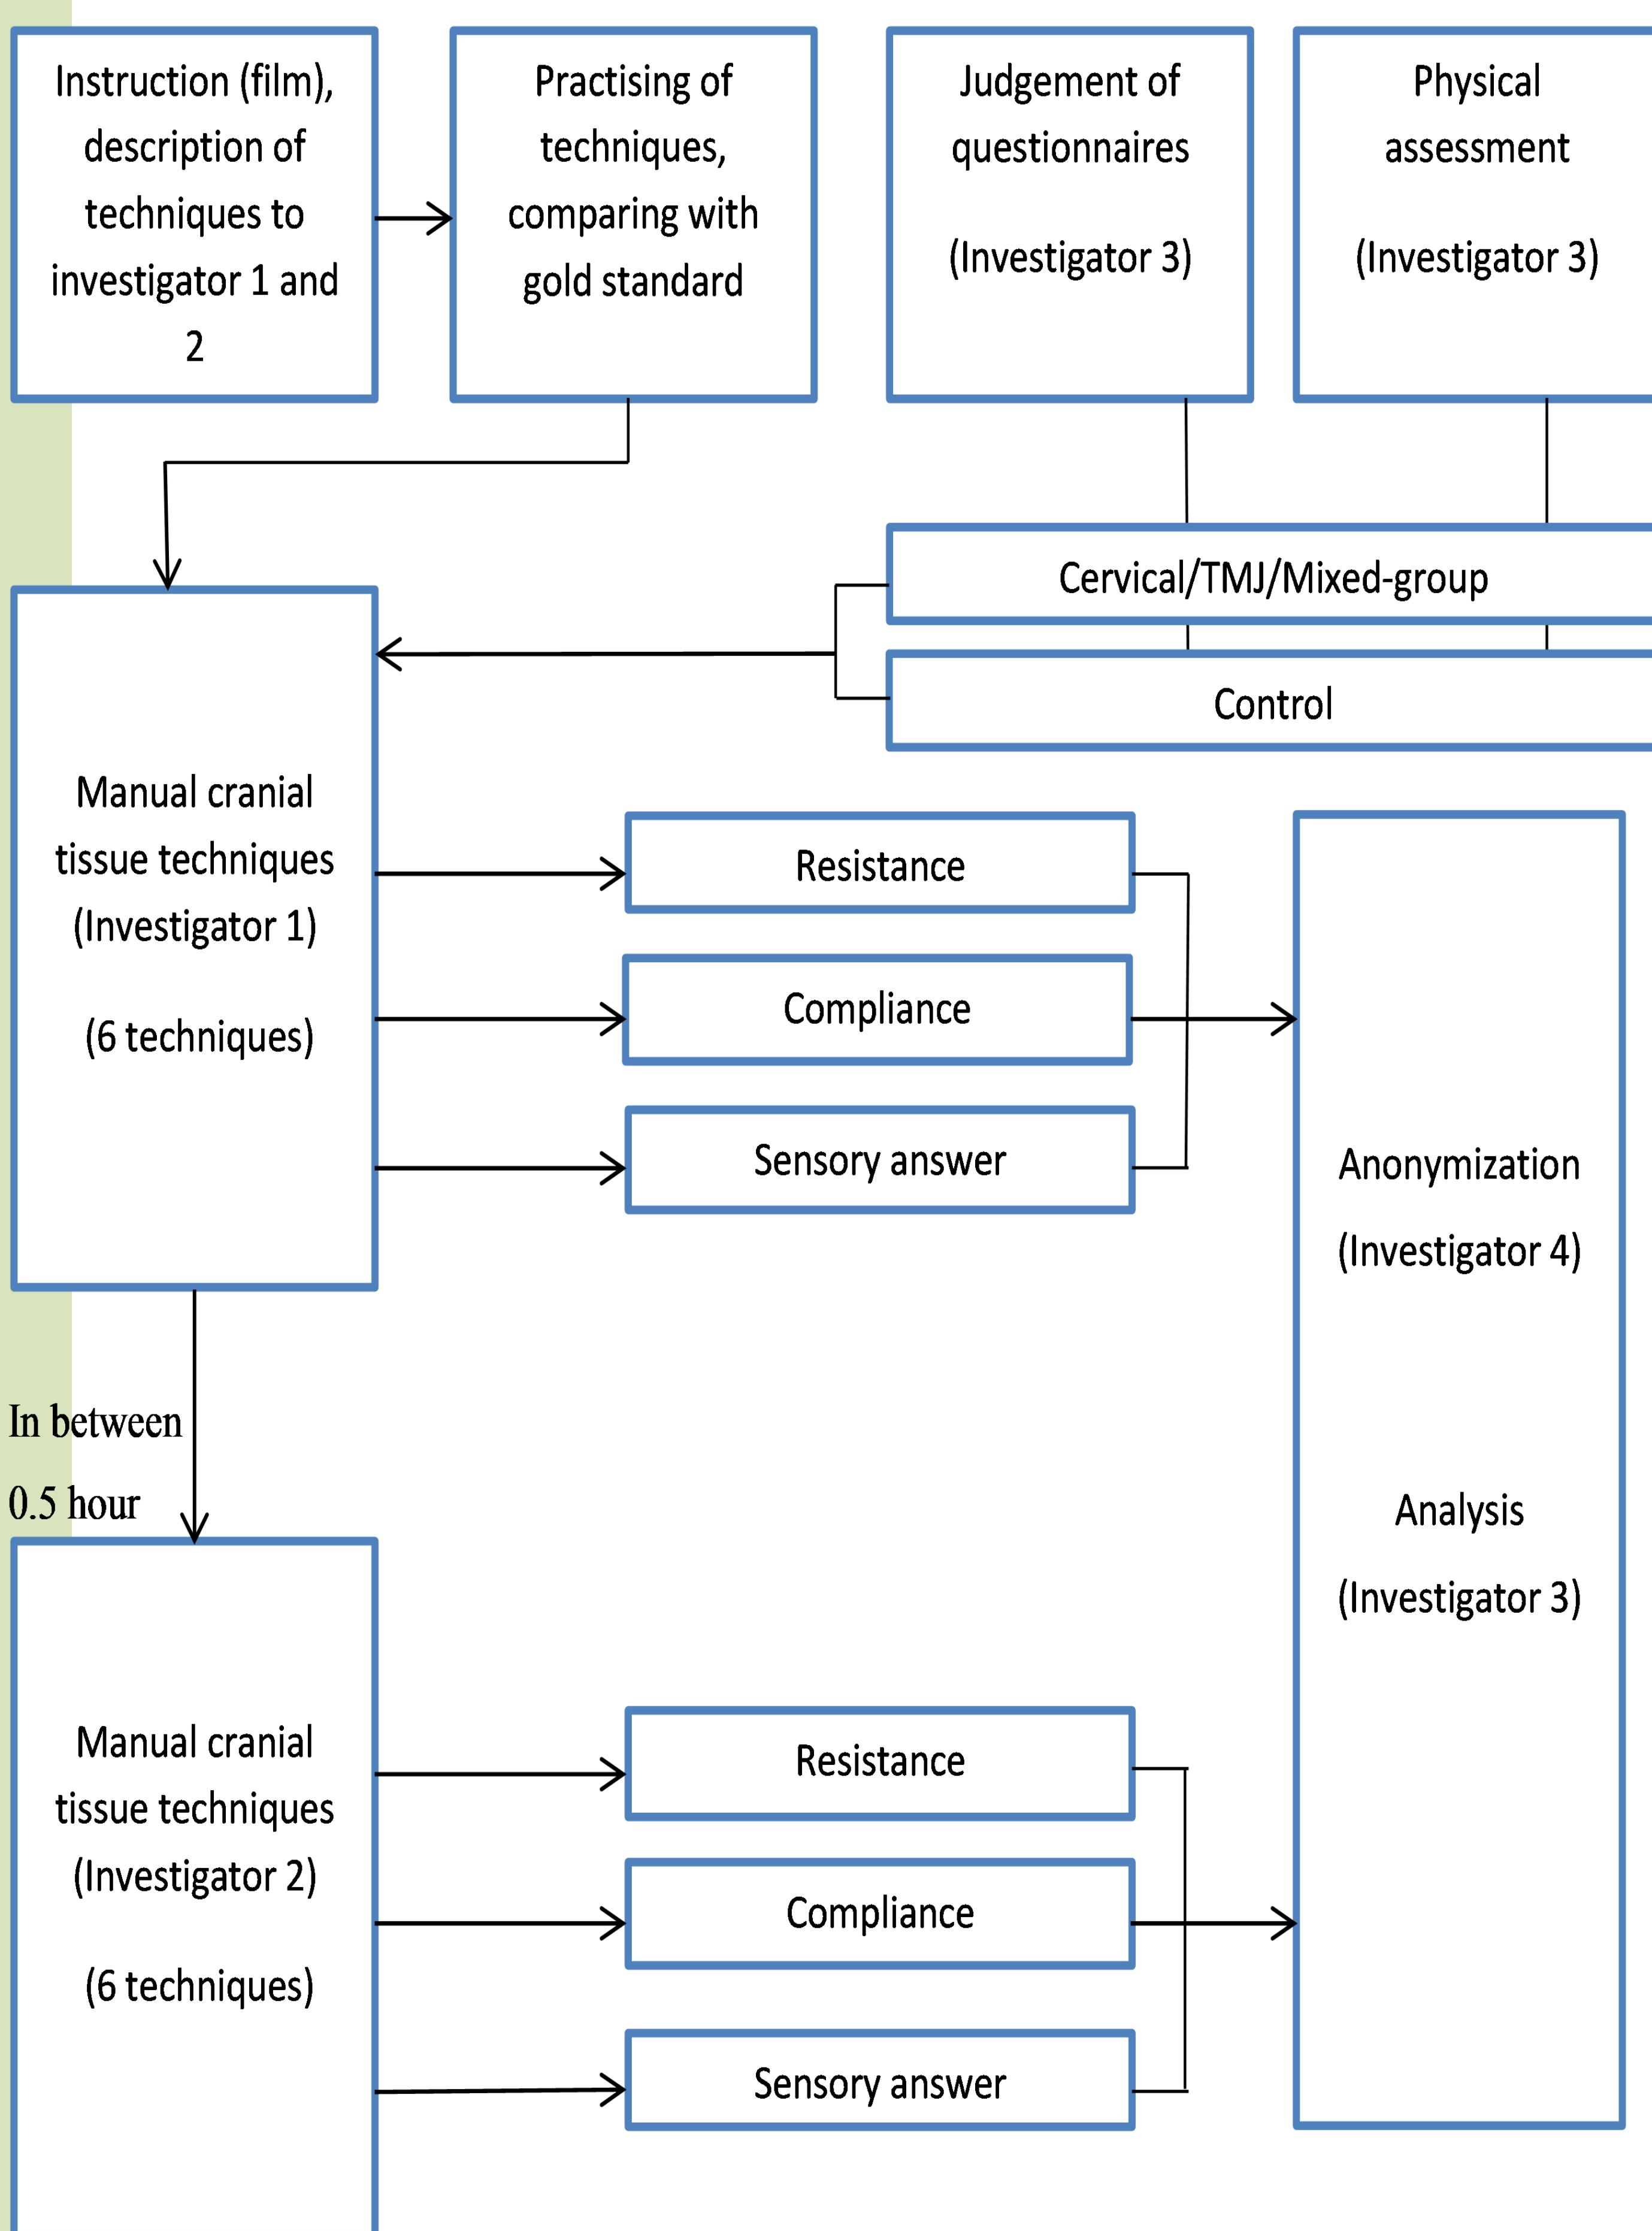 Instruction (film),
description of
techniques to
investigator 1 and
2
Practising of
techniques,
comparing with
gold standard
Judgement of
questionnaires
(Investigator 3)
Physical
assessment
(Investigator 3)
Cervical/TMJ/Mixed-group
Control
Manual cranial
tissue techniques
(Investigator 1)
(6 techniques)
Resistance
Compliance
Sensory answer
Anonymization
(Investigator 4)
Analysis
(Investigator 3)
In between
0.5 hour
Manual cranial
tissue techniques
(Investigator 2)
(6 techniques)
Resistance
Compliance
Sensory answer